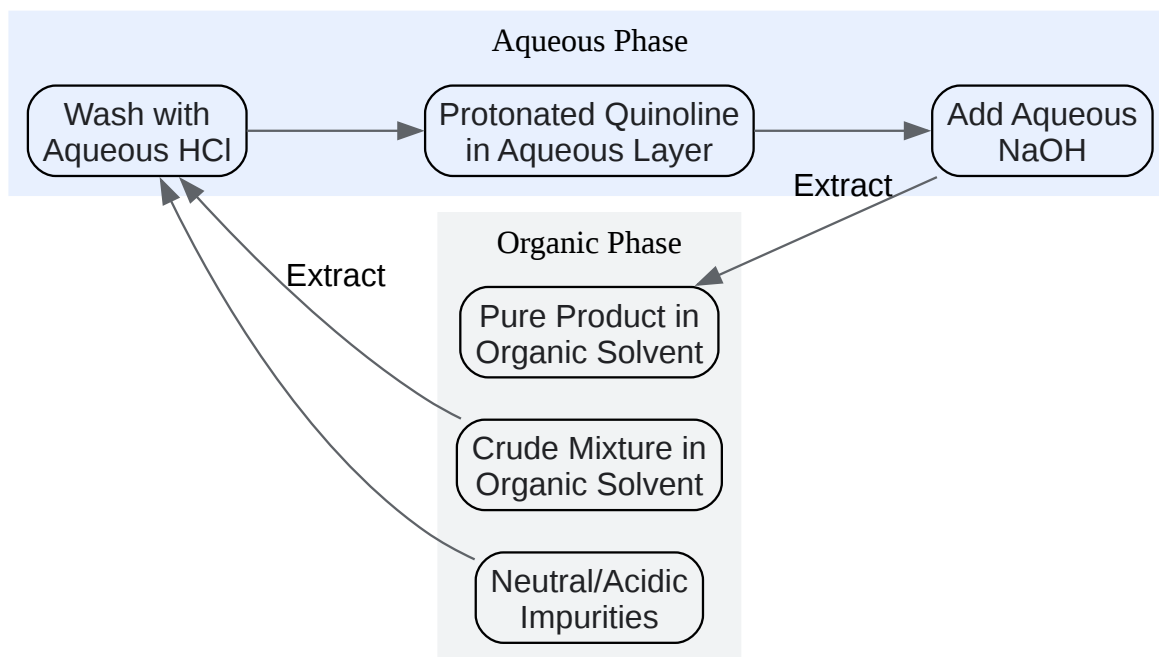 Aqueous Phase
Wash with
Aqueous HCl
Protonated Quinoline
in Aqueous Layer
Add Aqueous
NaOH
Extract
Organic Phase
Extract
Pure Product in
Organic Solvent
Crude Mixture in
Organic Solvent
Neutral/Acidic
Impurities